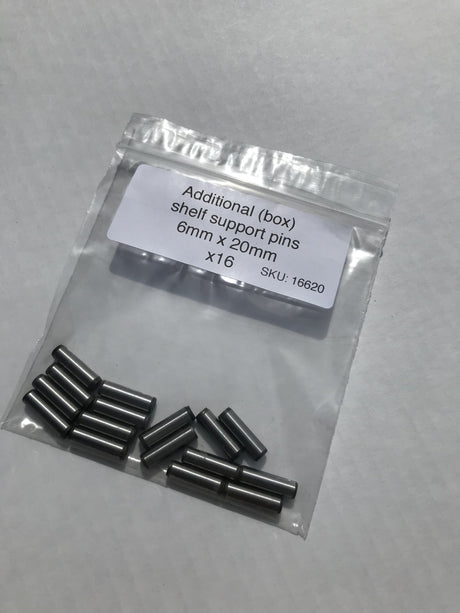 Additional (box)
shelf support pins
6mm x 20mm
x16
SKU: 16620